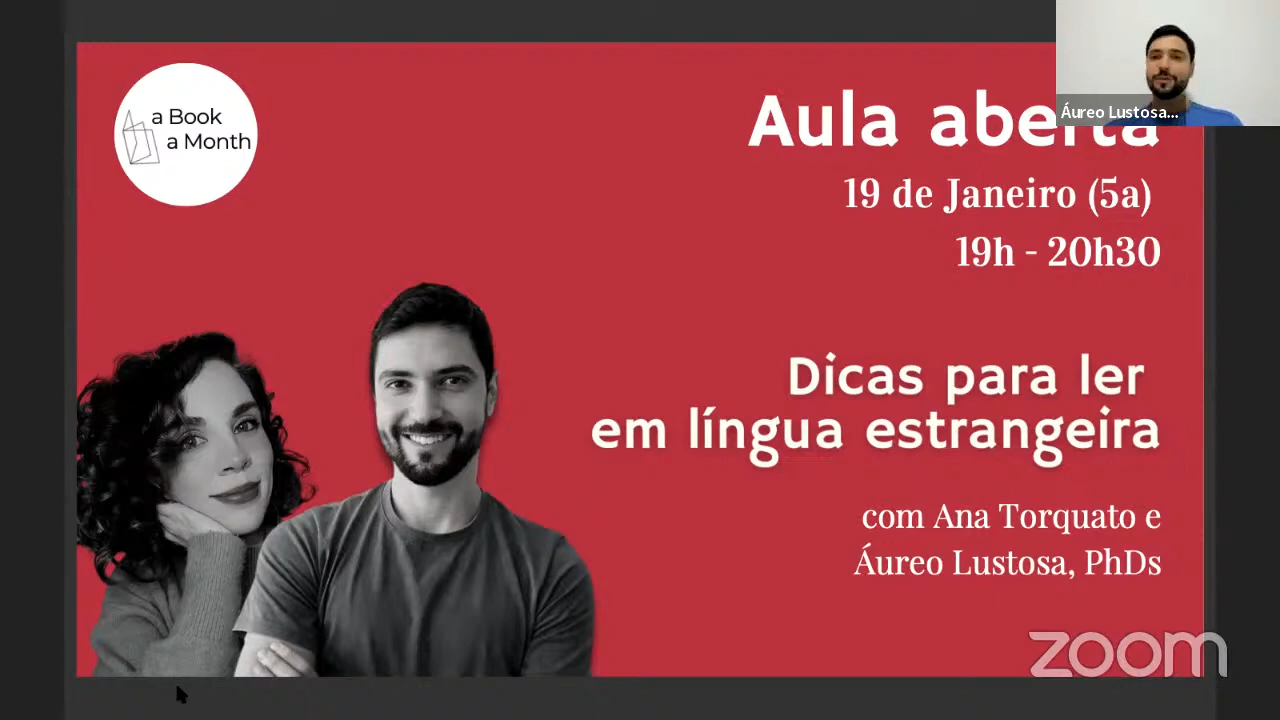 a Book
a Month
Aula aberta
Áureo Lustosa...
19 de Janeiro (5a)
19h - 20h30
Dicas para ler
em língua estrangeira
com Ana Torquato e
Áureo Lustosa, PhDs
zoom